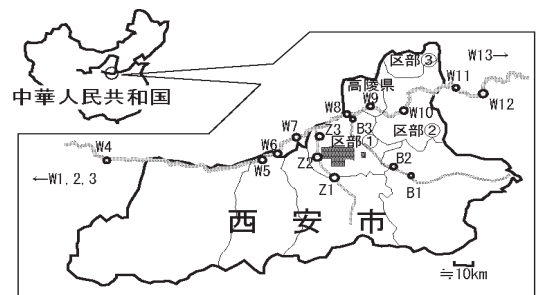 中華人民共和国
区部③
W13→
高陵県
W11
W8
W9
W12
W10
W7
Z3
B3
区部②
W4
W6
区部①
W5
Z2
B2
←W1,2,3
Z1
B1
西安市
≒10km